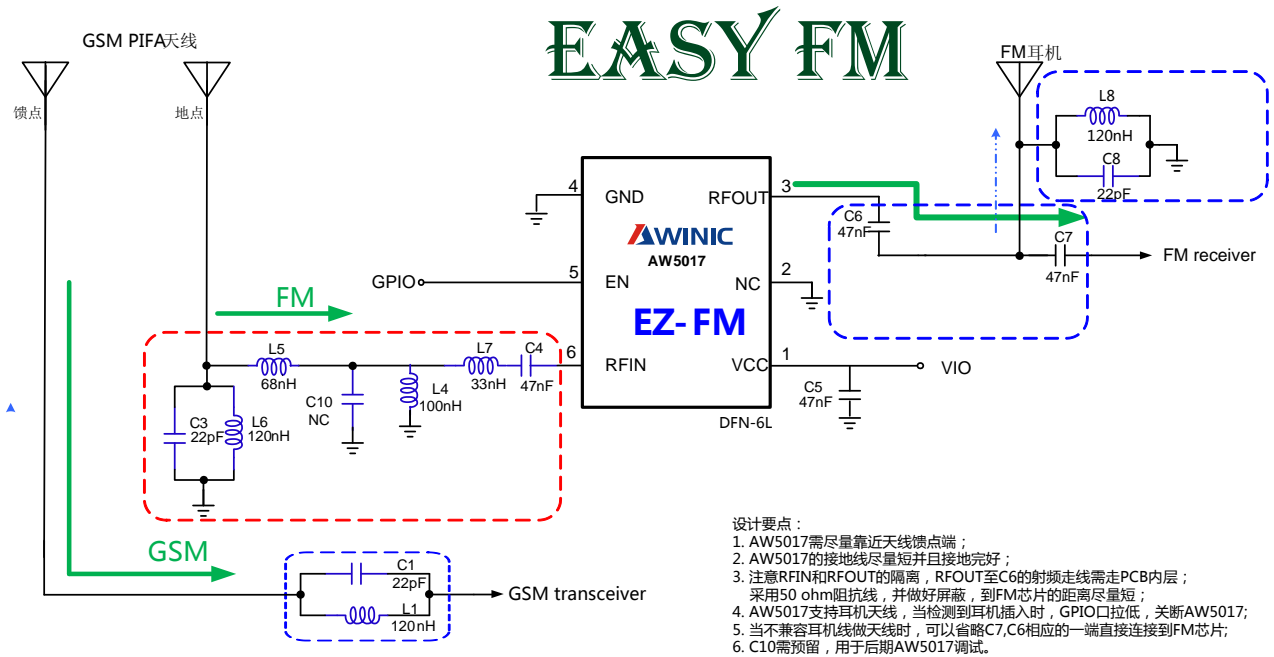 EASY FM
GSM PIFA天线
馈点
地点
FM耳机
L8
120nH
C8
22pF
4
GND
RFOUT
3
C6
47nF
C7
47nF
FM receiver
AWINIC
AW5017
GPIO
5
EN
NC
2
EZ-FM
FM
L5
68nH
L7
33nH
C4
47nF
6
RFIN
VCC
1
VIO
C10
NC
L4
100nH
C5
47nF
C3
22pF
L6
120nH
DFN-6L
GSM
C1
22pF
L1
120nH
GSM transceiver
设计要点：
1. AW5017需尽量靠近天线馈点端；
2. AW5017的接地线尽量短并且接地完好；
3. 注意RFIN和RFOUT的隔离，RFOUT至C6的射频走线需走PCB内层；
采用50 ohm阻抗线，并做好屏蔽，到FM芯片的距离尽量短；
4. AW5017支持耳机天线，当检测到耳机插入时，GPIO口拉低，关断AW5017;
5. 当不兼容耳机线做天线时，可以省略C7,C6相应的一端直接连接到FM芯片;
6. C10需预留，用于后期AW5017调试。